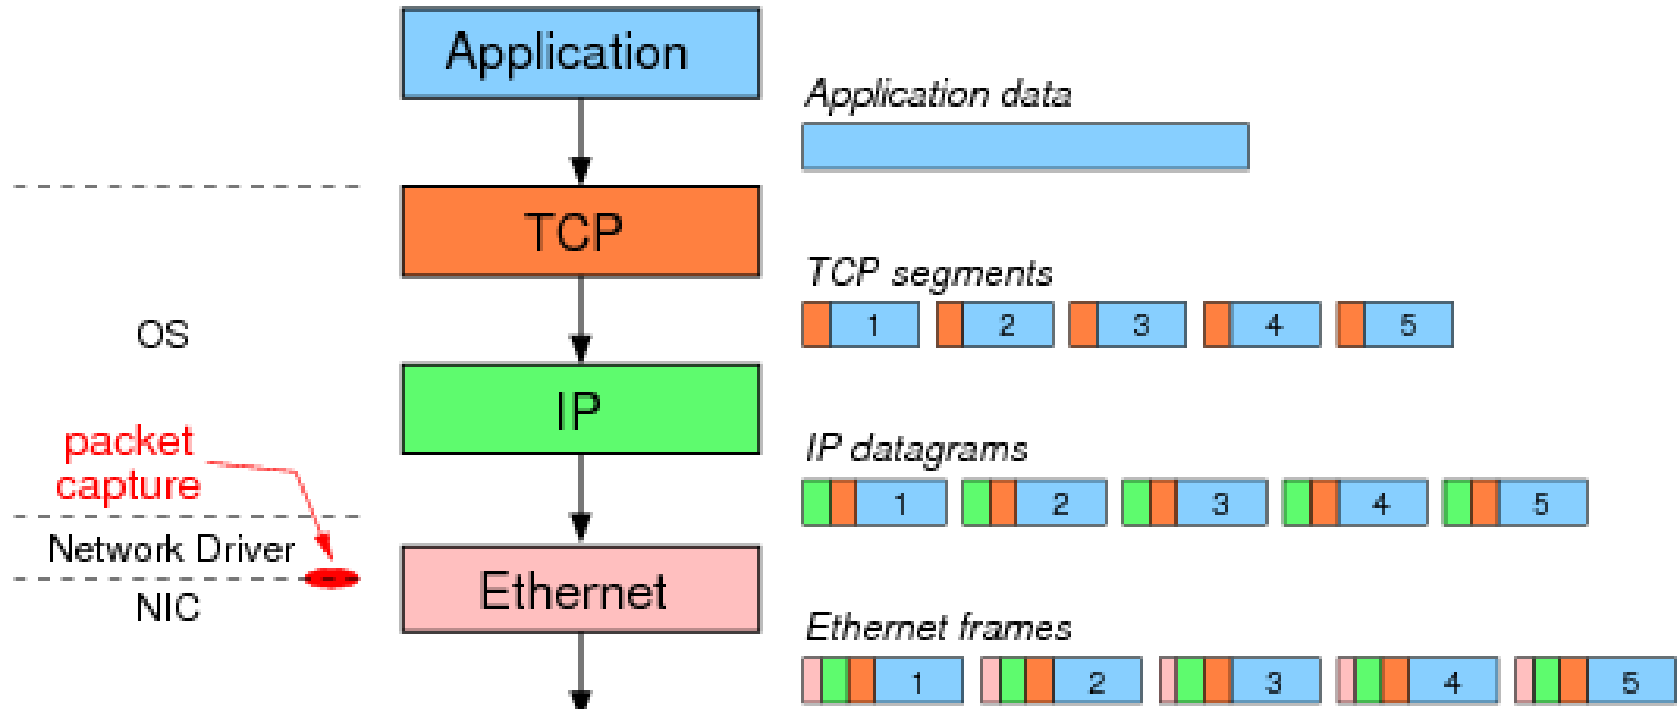 Application
Application data
TCP
TCP segments
1 2 3 4 5
OS
IP
packet
capture
IP datagrams
1 2 3 4 5
Network Driver
NIC
Ethernet
Ethernet frames
1 2 3 4 5